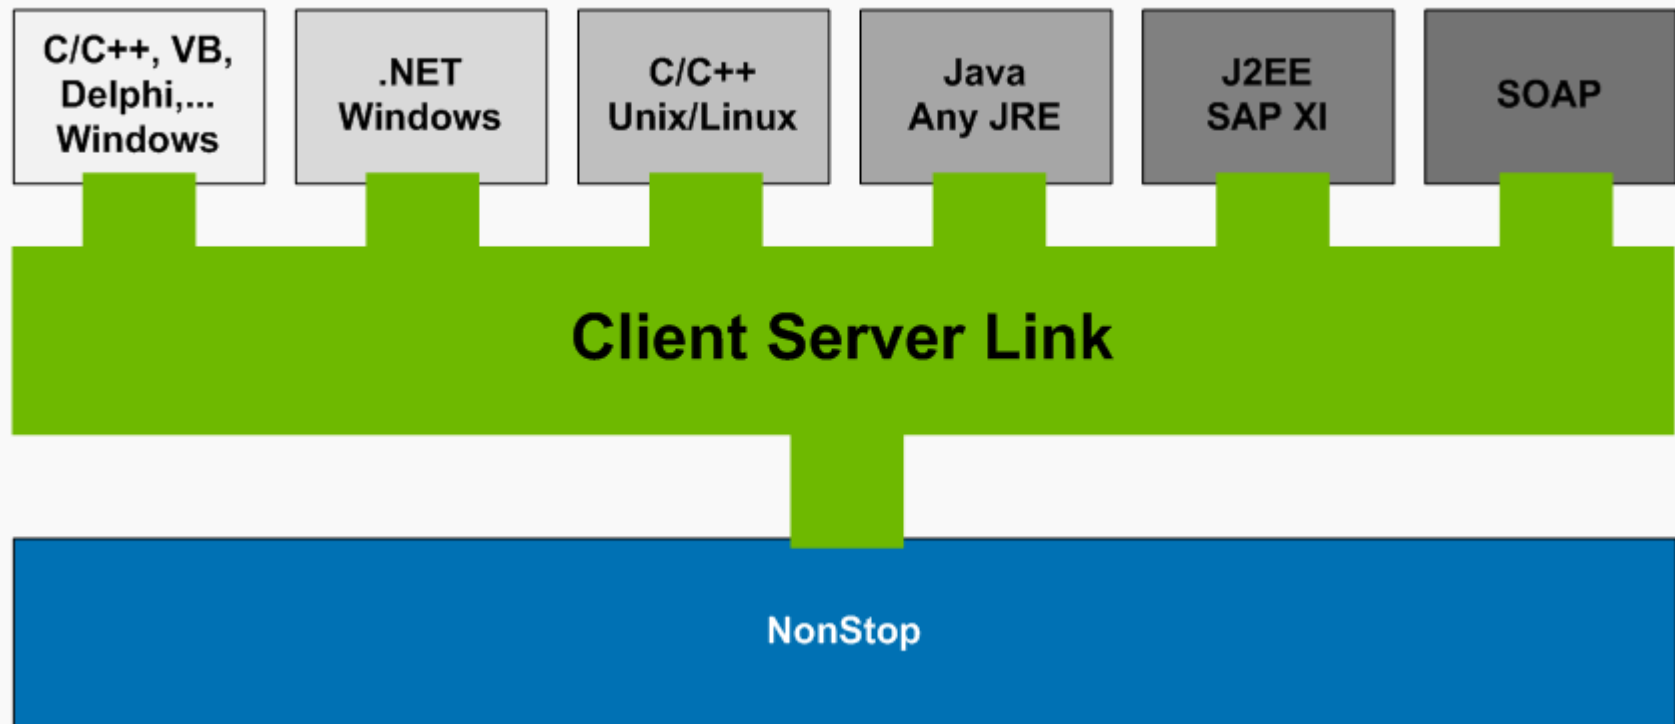 C/C++, VB,
Delphi,...
Windows
.NET
Windows
C/C++
Unix/Linux
Java
Any JRE
J2EE
SAP XI
SOAP
Client Server Link
NonStop